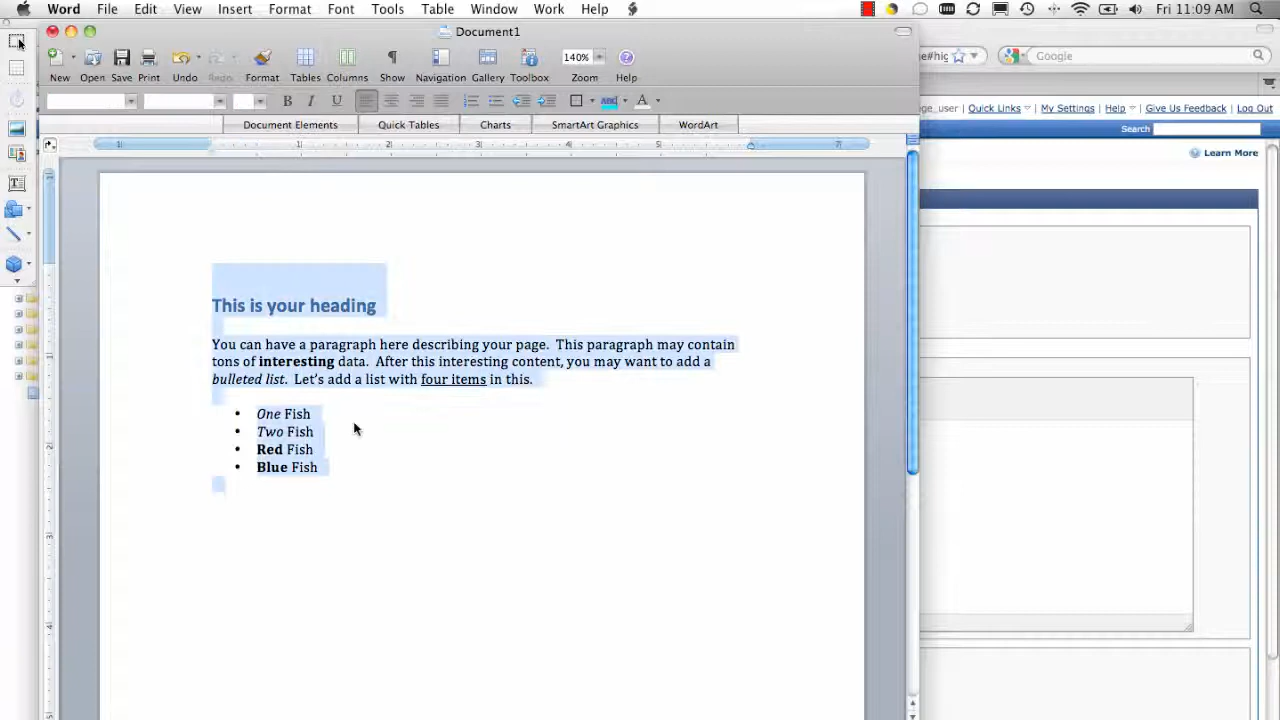 Word File Edit View Insert Format Font Tools Table Window Work Help Fri 11:09 AM
Document1
New Open Save Print Undo Redo Format Tables Columns Show Navigation Gallery Toolbox 140% Zoom Help
Google
Quick Links My Settings Help Give Us Feedback Log Out
Document Elements Quick Tables Charts SmartArt Graphics WordArt
Search
Learn More
This is your heading
You can have a paragraph here describing your page. This paragraph may contain
tons of interesting data. After this interesting content, you may want to add a
bulleted list. Let's add a list with four items in this.
• One Fish
• Two Fish
• Red Fish
• Blue Fish